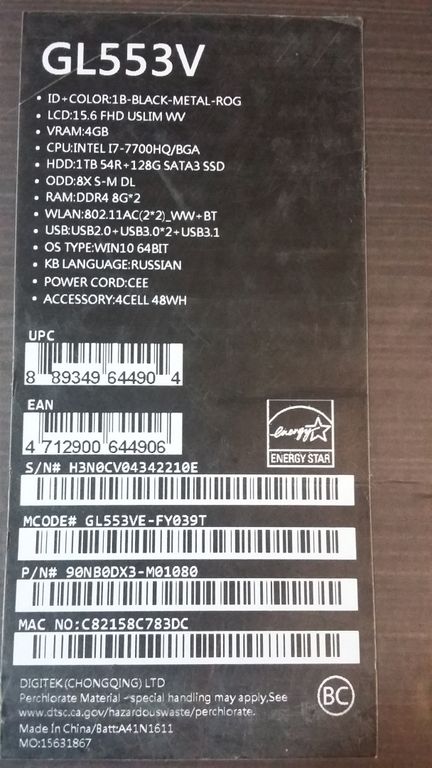 GL553V
• ID+COLOR:1B-BLACK-METAL-ROG
• LCD:15.6 FHD USLIM WV
• VRAM:4GB
• CPU:INTEL I7-7700HQ/BGA
• HDD:1TB 54R+128G SATA3 SSD
• ODD:8X S-M DL
• RAM:DDR4 8G*2
• WLAN:802.11AC(2*2)_WW+BT
• USB:USB2.0+USB3.0*2+USB3.1
• OS TYPE:WIN10 64BIT
• KB LANGUAGE:RUSSIAN
• POWER CORD:CEE
• ACCESSORY:4CELL 48WH
UPC
8 89349 64490 4
EAN
4 712900 644906
energy
ENERGY STAR
S/N# H3N0CV04342210E
MCODE# GL553VE-FY039T
P/N# 90NB0DX3-M01080
MAC NO:C82158C783DC
DIGITEK(CHONGQING) LTD
Perchlorate Material - special handling may apply,See
www.dtsc.ca.gov/hazardouswaste/perchlorate.
Made In China/Batt:A41N1611
MO:15631867
BC